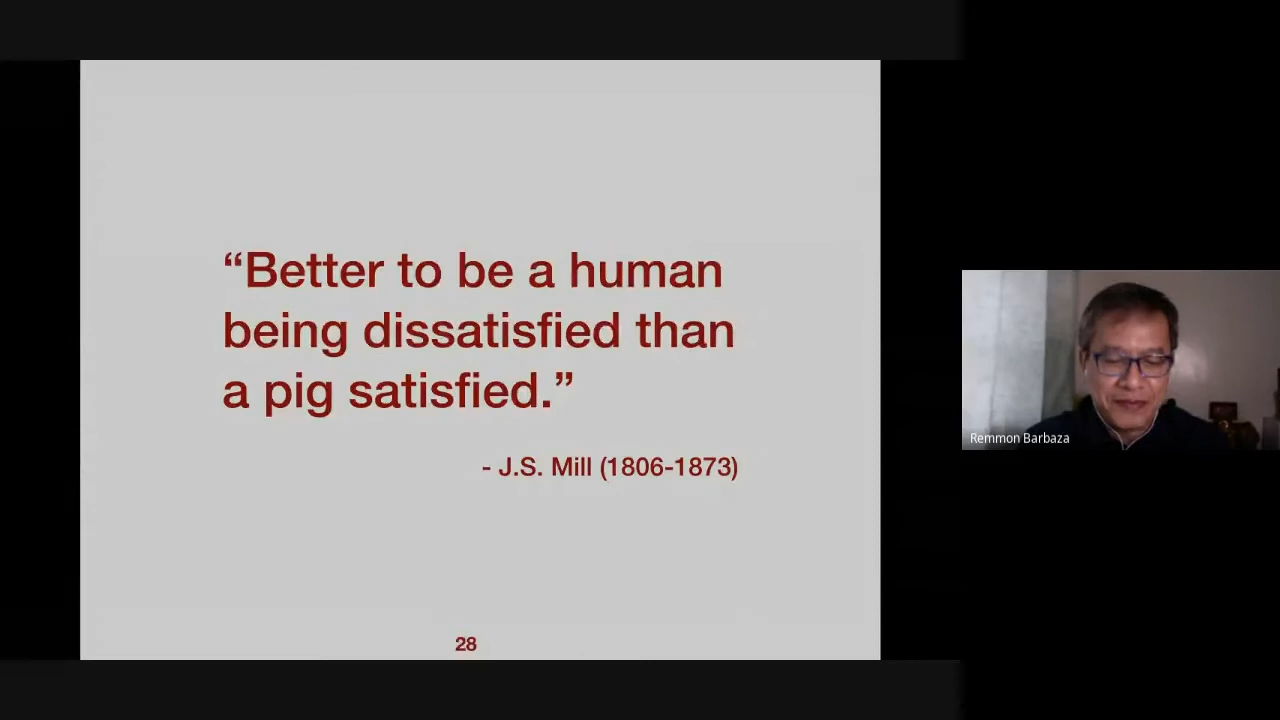 “Better to be a human
being dissatisfied than
a pig satisfied.”
- J.S. Mill (1806-1873)
28
Remmon Barbaza